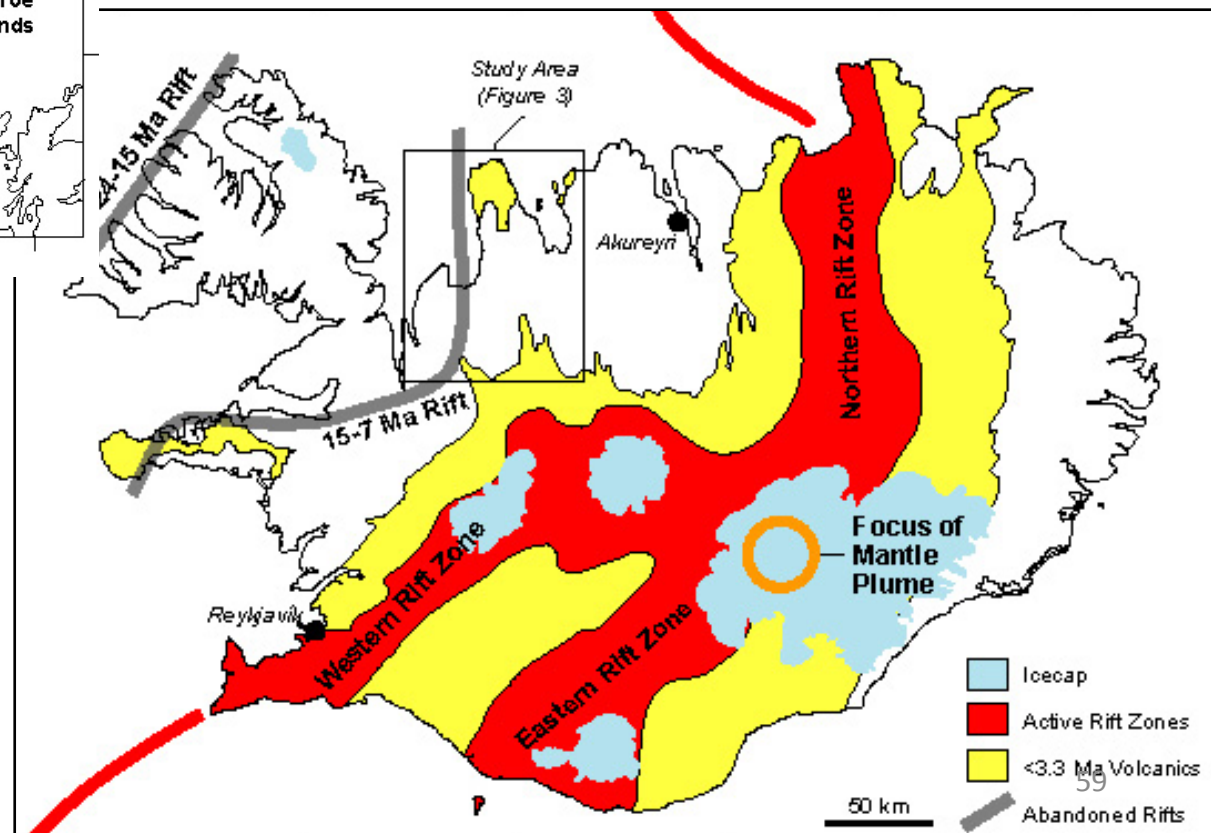 nds
Study Area
(Figure 3)
24-15 Ma Rift
Akureyri
Northern Rift Zone
15-7 Ma Rift
Focus of
Mantle
Plume
Reykjavik
Western Rift Zone
Eastern Rift Zone
Icecap
Active Rift Zones
<3.3 Ma Volcanics
59
50 km
Abandoned Rifts